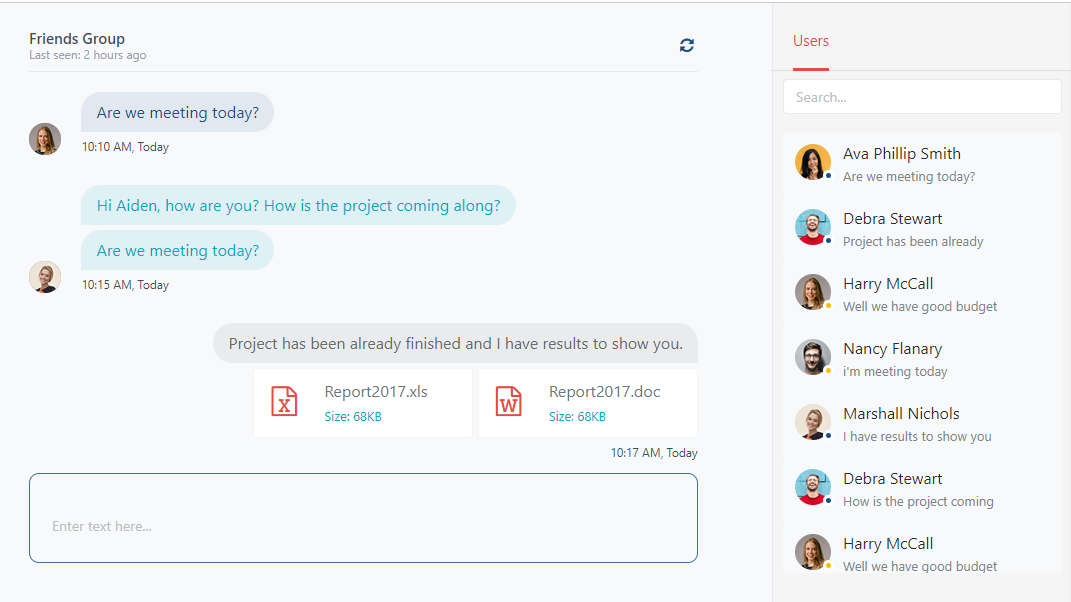 Friends Group
Last seen: 2 hours ago
Are we meeting today?
10:10 AM, Today
Hi Aiden, how are you? How is the project coming along?
Are we meeting today?
10:15 AM, Today
Project has been already finished and I have results to show you.
X
Report2017.xls
Size: 68KB
W
Report2017.doc
Size: 68KB
10:17 AM, Today
Enter text here...
Users
Search...
Ava Phillip Smith
Are we meeting today?
Debra Stewart
Project has been already
Harry McCall
Well we have good budget
Nancy Flanary
i'm meeting today
Marshall Nichols
I have results to show you
Debra Stewart
How is the project coming
Harry McCall
Well we have good budget